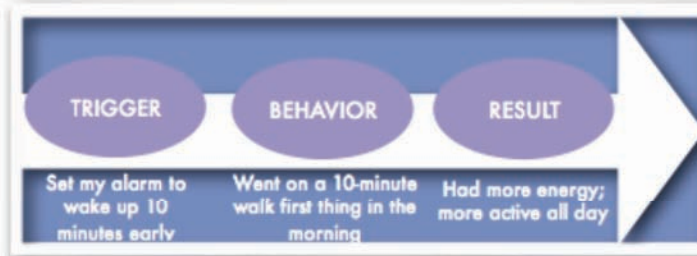 TRIGGER
BEHAVIOR
RESULT
Set my alarm to
wake up 10
minutes early
Went on a 10-minute
walk first thing in the
morning
Had more energy;
more active all day